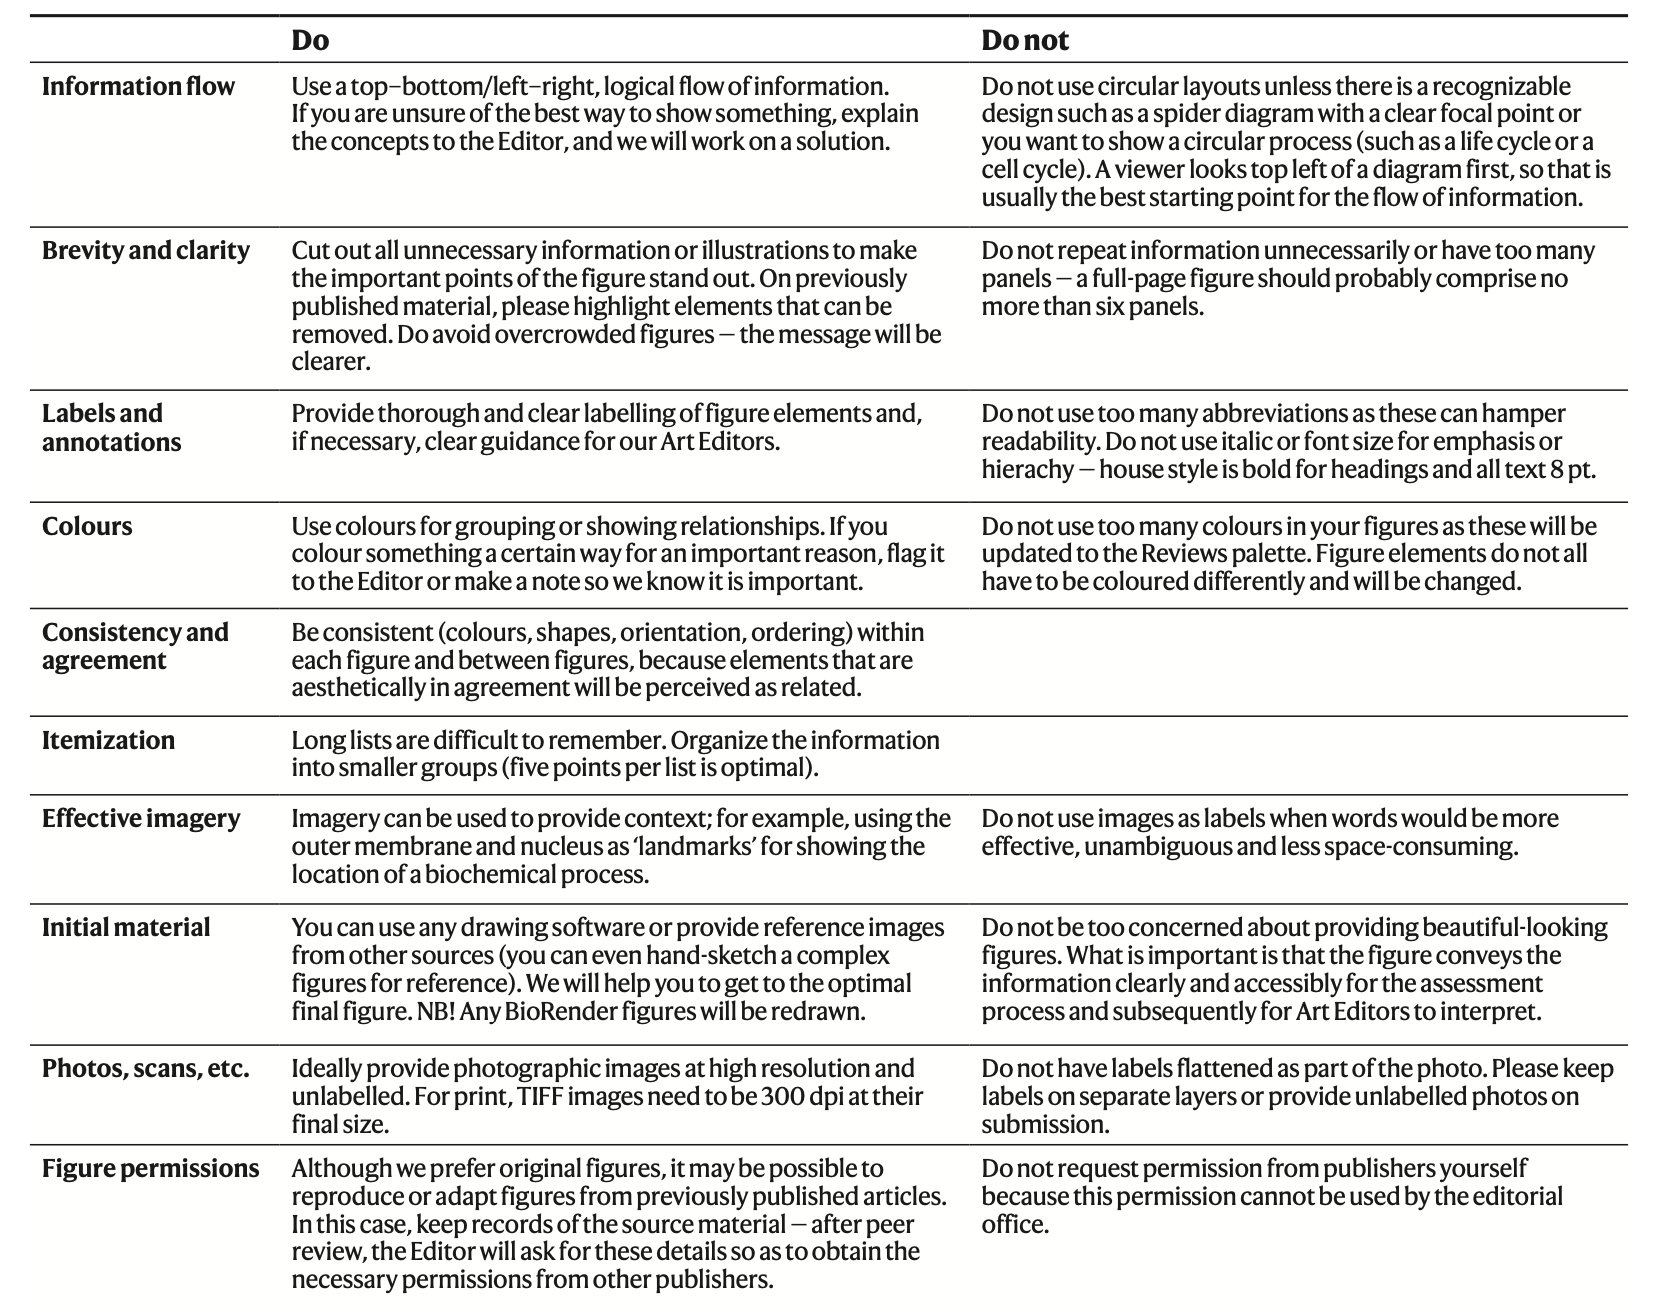 Do
Do not
Information flow
Use a top–bottom/left–right, logical flow of information.
If you are unsure of the best way to show something, explain
the concepts to the Editor, and we will work on a solution.
Do not use circular layouts unless there is a recognizable
design such as a spider diagram with a clear focal point or
you want to show a circular process (such as a life cycle or a
cell cycle). A viewer looks top left of a diagram first, so that is
usually the best starting point for the flow of information.
Brevity and clarity
Cut out all unnecessary information or illustrations to make
the important points of the figure stand out. On previously
published material, please highlight elements that can be
removed. Do avoid overcrowded figures — the message will be
clearer.
Do not repeat information unnecessarily or have too many
panels — a full-page figure should probably comprise no
more than six panels.
Labels and
annotations
Provide thorough and clear labelling of figure elements and,
if necessary, clear guidance for our Art Editors.
Do not use too many abbreviations as these can hamper
readability. Do not use italic or font size for emphasis or
hierachy — house style is bold for headings and all text 8 pt.
Colours
Use colours for grouping or showing relationships. If you
colour something a certain way for an important reason, flag it
to the Editor or make a note so we know it is important.
Do not use too many colours in your figures as these will be
updated to the Reviews palette. Figure elements do not all
have to be coloured differently and will be changed.
Consistency and
agreement
Be consistent (colours, shapes, orientation, ordering) within
each figure and between figures, because elements that are
aesthetically in agreement will be perceived as related.
Itemization
Long lists are difficult to remember. Organize the information
into smaller groups (five points per list is optimal).
Effective imagery
Imagery can be used to provide context; for example, using the
outer membrane and nucleus as ‘landmarks’ for showing the
location of a biochemical process.
Do not use images as labels when words would be more
effective, unambiguous and less space-consuming.
Initial material
You can use any drawing software or provide reference images
from other sources (you can even hand-sketch a complex
figures for reference). We will help you to get to the optimal
final figure. NB! Any BioRender figures will be redrawn.
Do not be too concerned about providing beautiful-looking
figures. What is important is that the figure conveys the
information clearly and accessibly for the assessment
process and subsequently for Art Editors to interpret.
Photos, scans, etc.
Ideally provide photographic images at high resolution and
unlabelled. For print, TIFF images need to be 300 dpi at their
final size.
Do not have labels flattened as part of the photo. Please keep
labels on separate layers or provide unlabelled photos on
submission.
Figure permissions
Although we prefer original figures, it may be possible to
reproduce or adapt figures from previously published articles.
In this case, keep records of the source material — after peer
review, the Editor will ask for these details so as to obtain the
necessary permissions from other publishers.
Do not request permission from publishers yourself
because this permission cannot be used by the editorial
office.